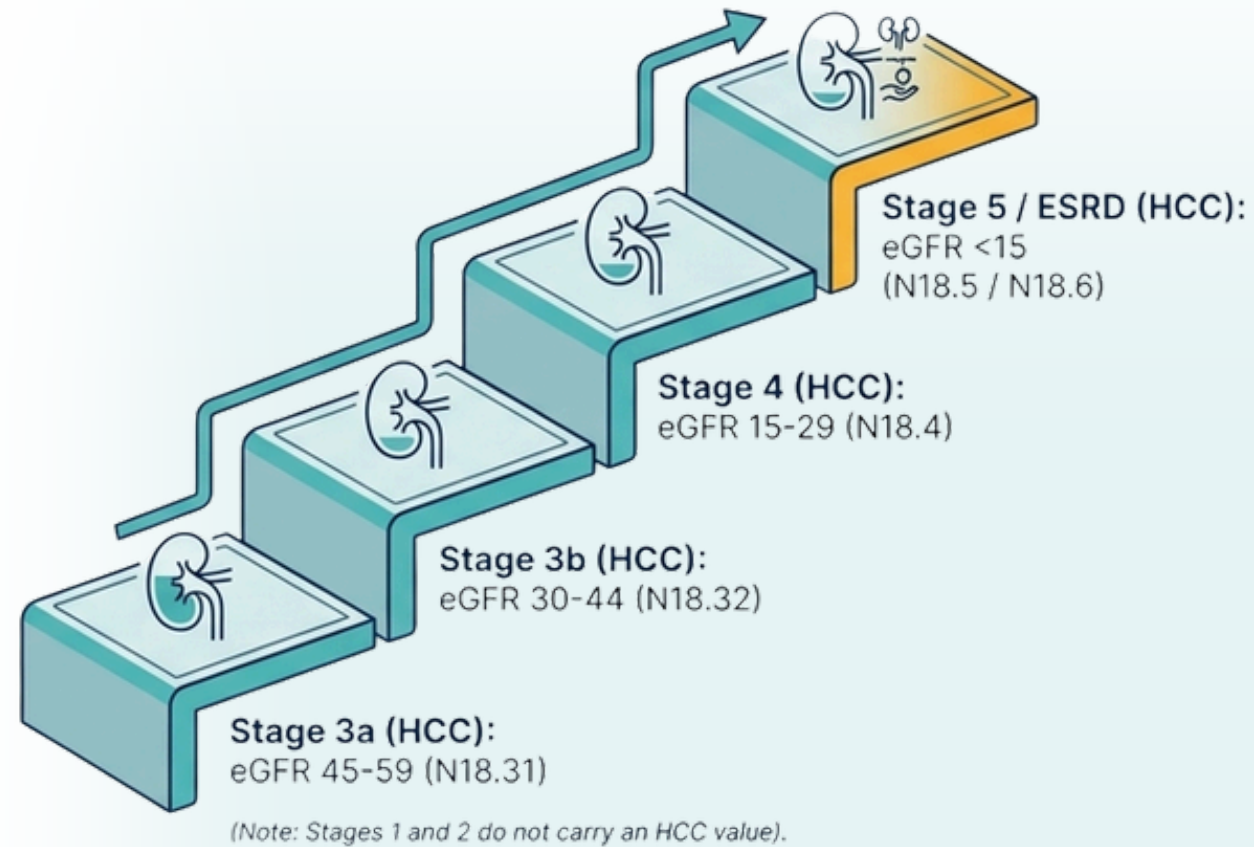 Stage 5 / ESRD (HCC):
eGFR <15
(N18.5 / N18.6)
Stage 4 (HCC):
eGFR 15-29 (N18.4)
Stage 3b (HCC):
eGFR 30-44 (N18.32)
Stage 3a (HCC):
eGFR 45-59 (N18.31)
(Note: Stages 1 and 2 do not carry an HCC value).